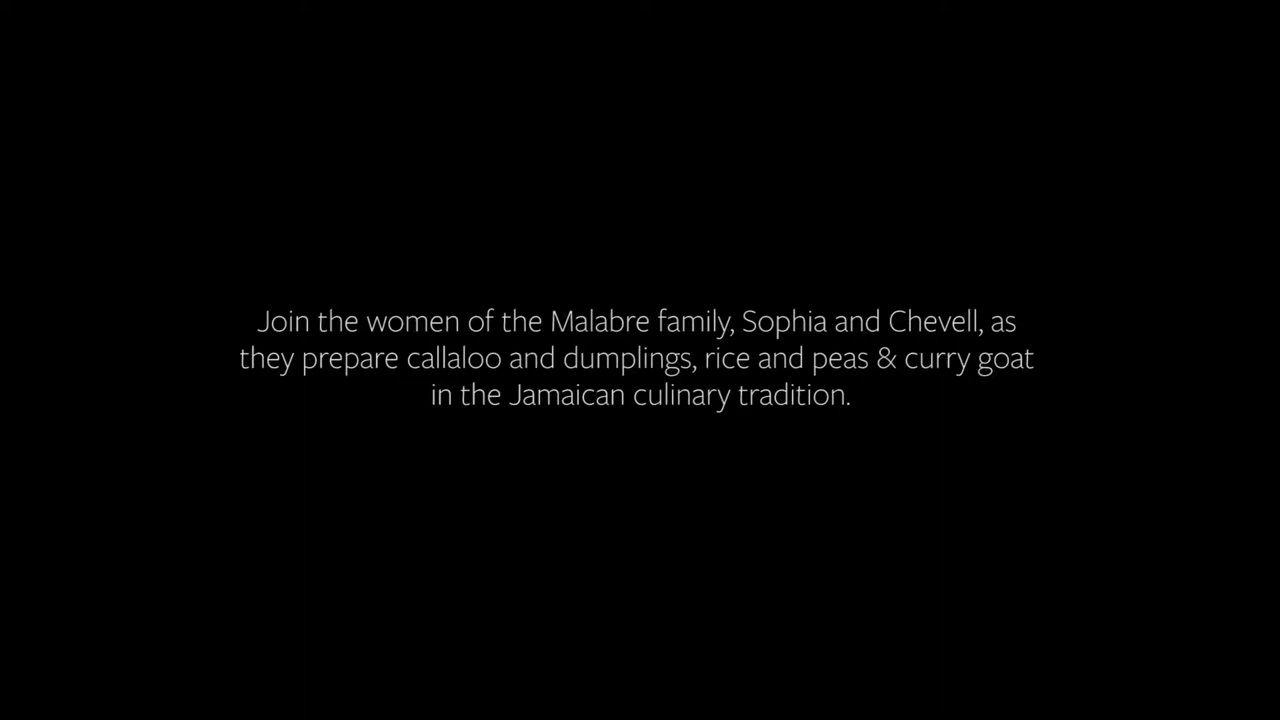 Join the women of the Malabre family, Sophia and Chevell, as
they prepare callaloo and dumplings, rice and peas & curry goat
in the Jamaican culinary tradition.